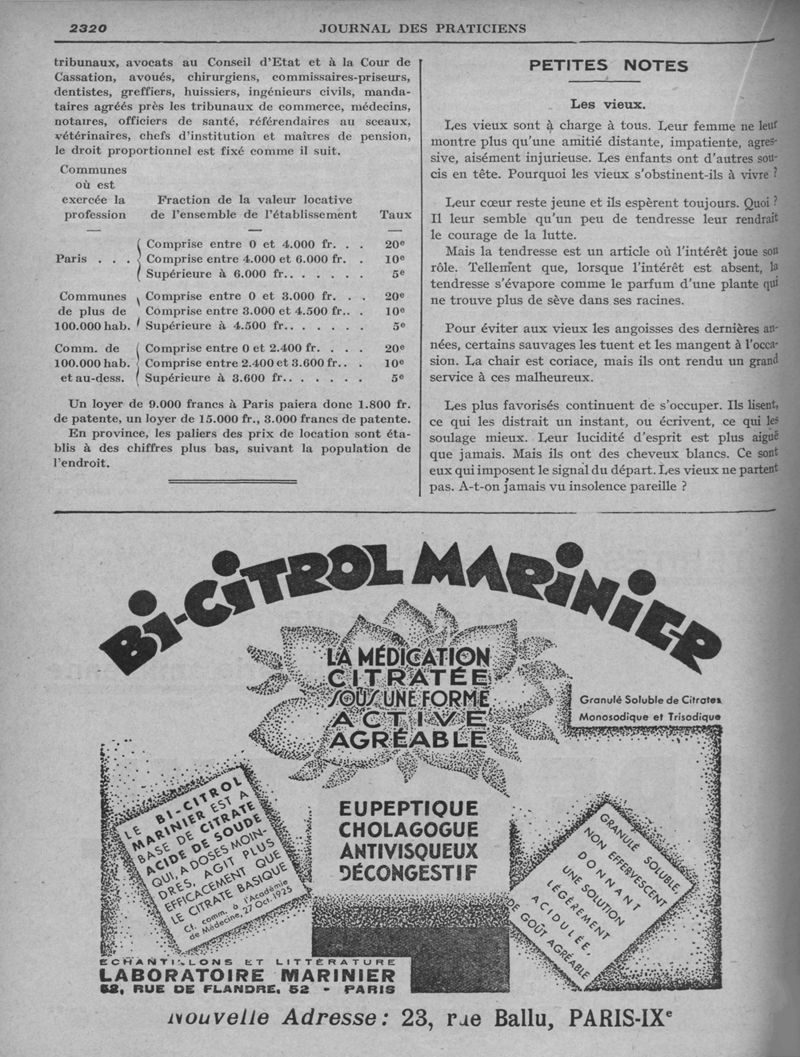 2320
JOURNAL DES PRATICIENS
tribunaux, avocats au Conseil d'Etat et à la Cour de
Cassation, avoués, chirurgiens, commissaires-priseurs,
dentistes, greffiers, huissiers, ingénieurs civils, manda-
taires agréés près les tribunaux de commerce, médecins,
notaires, officiers de santé, référendaires au sceaux,
vétérinaires, chefs d'institution et maîtres de pension,
le droit proportionnel est fixé comme il suit.
Communes
où est
exercée la Fraction de la valeur locative
profession de l'ensemble de l'établissement Taux
Comprise entre 0 et 4.000 fr. . . 20e
Paris . . . Comprise entre 4.000 et 6.000 fr. . 10e
Supérieure à 6.000 fr.. . . . . . . 5e
Communes Comprise entre 0 et 3.000 fr. . . 20e
de plus de Comprise entre 3.000 et 4.500 fr.. . 10e
100.000 hab. Supérieure à 4.500 fr.. . . . . . . 5e
Comm. de Comprise entre 0 et 2.400 fr. . . . 20e
100.000 hab. Comprise entre 2.400 et 3.600 fr.. . 10e
et au-dess. Supérieure à 3.600 fr.. . . . . . . 5e
Un loyer de 9.000 francs à Paris paiera donc 1.800 fr.
de patente, un loyer de 15.000 fr., 3.000 francs de patente.
En province, les paliers des prix de location sont éta-
blis à des chiffres plus bas, suivant la population de
l'endroit.
PETITES NOTES
Les vieux.
Les vieux sont à charge à tous. Leur femme ne leur
montre plus qu'une amitié distante, impatiente, agres-
sive, aisément injurieuse. Les enfants ont d'autres sou-
cis en tête. Pourquoi les vieux s'obstinent-ils à vivre ?
Leur cœur reste jeune et ils espèrent toujours. Quoi ?
Il leur semble qu'un peu de tendresse leur rendrait
le courage de la lutte.
Mais la tendresse est un article où l'intérêt joue son
rôle. Tellement que, lorsque l'intérêt est absent, la
tendresse s'évapore comme le parfum d'une plante qui
ne trouve plus de sève dans ses racines.
Pour éviter aux vieux les angoisses des dernières an-
nées, certains sauvages les tuent et les mangent à l'occa-
sion. La chair est coriace, mais ils ont rendu un grand
service à ces malheureux.
Les plus favorisés continuent de s'occuper. Ils lisent,
ce qui les distrait un instant, ou écrivent, ce qui les
soulage mieux. Leur lucidité d'esprit est plus aiguë
que jamais. Mais ils ont des cheveux blancs. Ce sont
eux qui imposent le signal du départ. Les vieux ne partent
pas. A-t-on jamais vu insolence pareille ?
BI-CITROL MARINIER
LA MÉDICATION
CITRATÉE
SOUS UNE FORME
ACTIVE
AGRÉABLE
Granulé Soluble de Citrates
Monosodique et Trisodique
LE BI-CITROL
MARINIER EST A
BASE DE CITRATE
ACIDE DE SOUDE
QUI, A DOSES MOIN-
DRES, AGIT PLUS
EFFICACEMENT QUE
LE CITRATE BASIQUE
Cf. comm. à l'Académie
de Médecine, 27 Oct. 1925
EUPEPTIQUE
CHOLAGOGUE
ANTIVISQUEUX
DÉCONGESTIF
GRANULÉ SOLUBLE,
NON EFFERVESCENT
DONNANT
UNE SOLUTION
LÉGÈREMENT
ACIDULÉE,
DE GOÛT AGRÉABLE
ECHANTILLONS ET LITTÉRATURE
LABORATOIRE MARINIER
52, RUE DE FLANDRE, 52 - PARIS
Nouvelle Adresse : 23, rue Ballu, PARIS-IXe